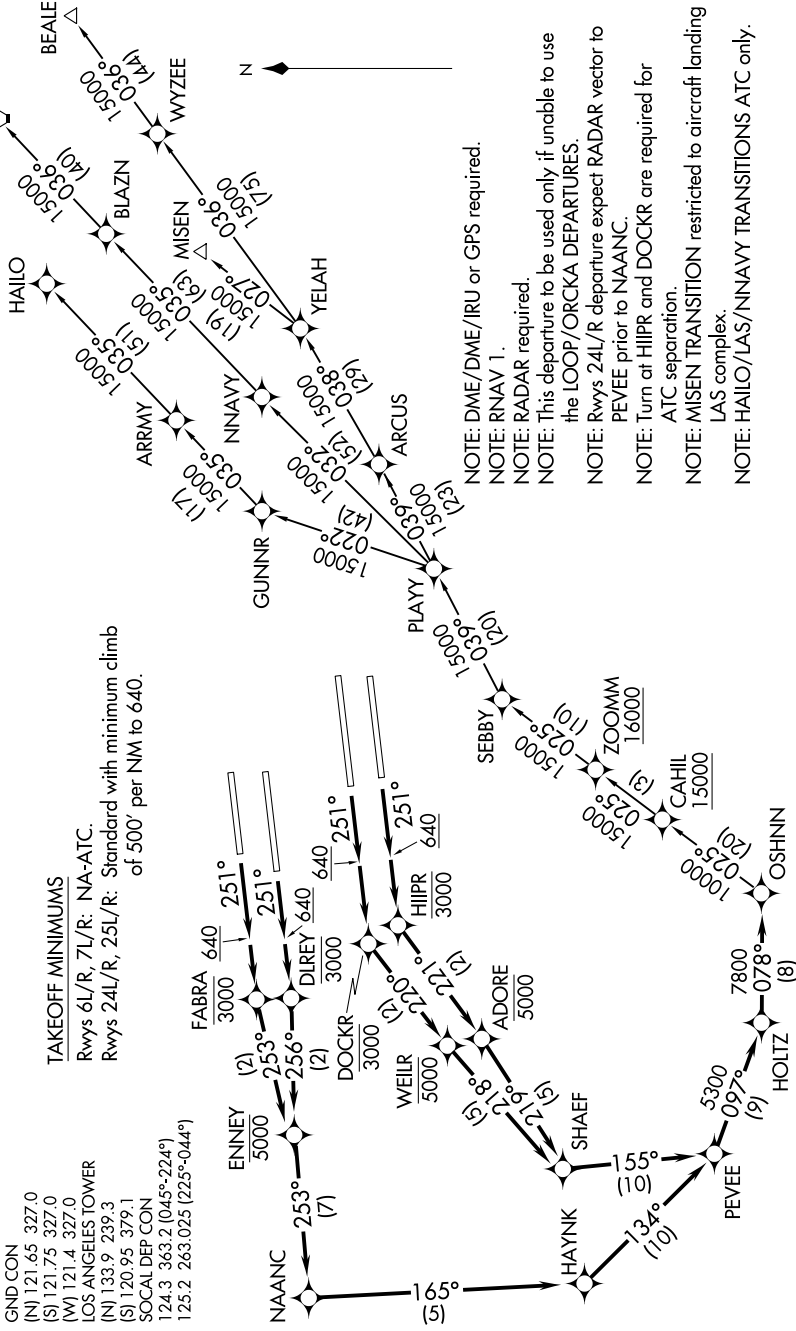 GND CON
(N) 121.65 327.0
(S) 121.75 327.0
(W) 121.4 327.0
LOS ANGELES TOWER
(N) 133.9 239.3
(S) 120.95 379.1
SOCAL DEP CON
124.3 363.2 (045°-224°)
125.2 263.025 (225°-044°)
TAKEOFF MINIMUMS
Rwys 6L/R, 7L/R: NA-ATC.
Rwys 24L/R, 25L/R: Standard with minimum climb
of 500' per NM to 640.
N
BEALE
15000
036°
(44)
WYZEE
15000
036°
(40)
BLAZN
036°
15000
(75)
MISEN
15000
027°
(19)
YELAH
HAILO
15000
035°
(51)
ARRMY
15000
035°
(63)
NNAVY
(17)
15000
035°
GUNNR
15000
032°
(52)
15000
038°
(29)
ARCUS
15000
022°
(42)
039°
15000
(23)
PLAYY
15000
039°
(20)
SEBBY
15000
025°
(10)
ZOOMM
16000
15000
025°
(3)
CAHIL
15000
10000
025°
(20)
OSHNN
7800
078°
(8)
HOLTZ
5300
097°
(9)
PEVEE
251°
251°
640
640
FABRA
3000
DLREY
3000
(2)
253°
256°
(2)
ENNEY
5000
253°
(7)
NAANC
165°
(5)
HAYNK
134°
(10)
251°
251°
640
640
HIIPR
3000
DOCKR
3000
220°
(2)
221°
(2)
WEILR
5000
ADORE
5000
218°
(5)
219°
(5)
SHAEF
155°
(10)
NOTE: DME/DME/IRU or GPS required.
NOTE: RNAV 1.
NOTE: RADAR required.
NOTE: This departure to be used only if unable to use
the LOOP/ORCKA DEPARTURES.
NOTE: Rwys 24L/R departure expect RADAR vector to
PEVEE prior to NAANC.
NOTE: Turn at HIIPR and DOCKR are required for
ATC separation.
NOTE: MISEN TRANSITION restricted to aircraft landing
LAS complex.
NOTE: HAILO/LAS/NNAVY TRANSITIONS ATC only.